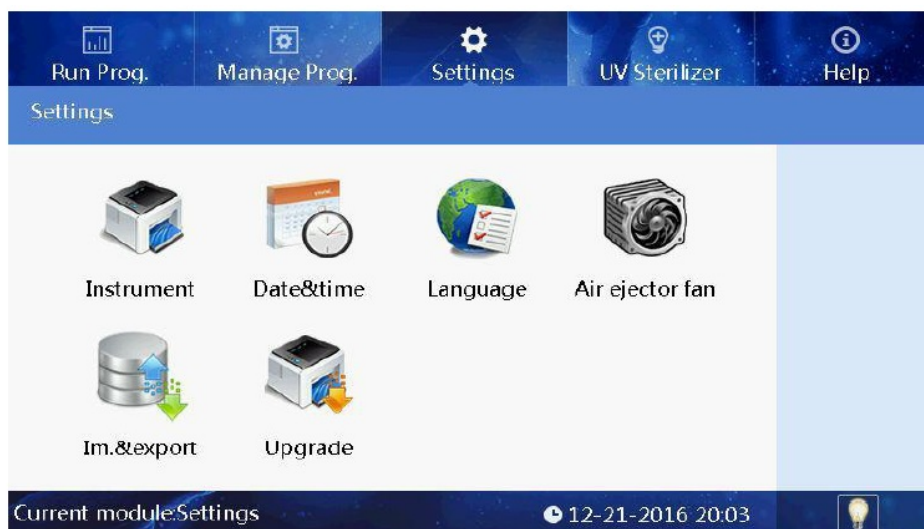 Run Prog. Manage Prog. Settings UV Sterilizer Help
Settings
Instrument Date&time Language Air ejector fan
Im.&export Upgrade
Current module:Settings 12-21-2016 20:03